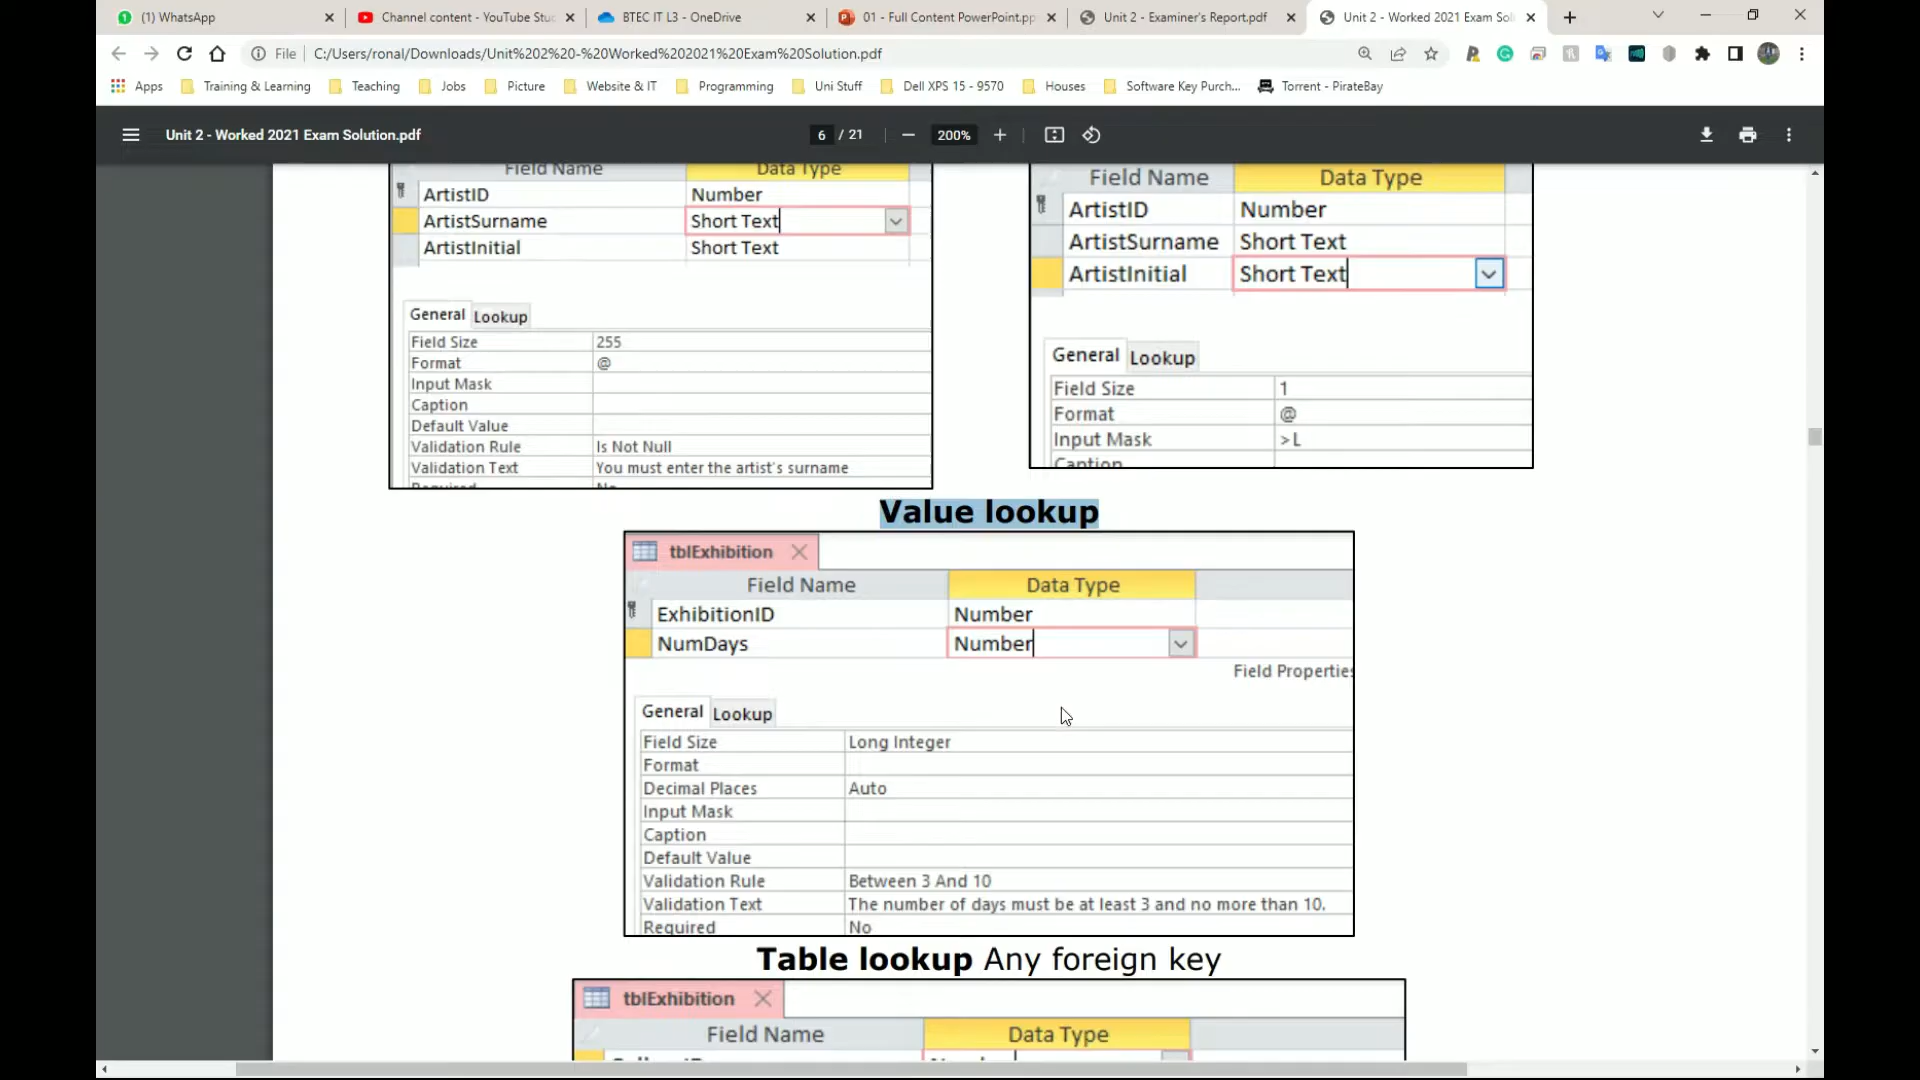 (1) WhatsApp
Channel content - YouTube Stu
BTEC IT L3 - OneDrive
01 - Full Content PowerPoint.pp
Unit 2 - Examiner's Report.pdf
Unit 2 - Worked 2021 Exam Sol
File C:/Users/ronal/Downloads/Unit%202%20-%20Worked%202021%20Exam%20Solution.pdf
Apps Training & Learning Teaching Jobs Picture Website & IT Programming Uni Stuff Dell XPS 15 - 9570 Houses Software Key Purch... Torrent - PirateBay
Unit 2 - Worked 2021 Exam Solution.pdf 6 / 21 200%
Field Name Data Type
ArtistID Number
ArtistSurname Short Text
ArtistInitial Short Text
General Lookup
Field Size 255
Format @
Input Mask
Caption
Default Value
Validation Rule Is Not Null
Validation Text You must enter the artist's surname
Required No
Field Name Data Type
ArtistID Number
ArtistSurname Short Text
ArtistInitial Short Text
General Lookup
Field Size 1
Format @
Input Mask >L
Caption
Value lookup
tblExhibition
Field Name Data Type
ExhibitionID Number
NumDays Number
Field Properties
General Lookup
Field Size Long Integer
Format
Decimal Places Auto
Input Mask
Caption
Default Value
Validation Rule Between 3 And 10
Validation Text The number of days must be at least 3 and no more than 10.
Required No
Table lookup Any foreign key
tblExhibition
Field Name Data Type